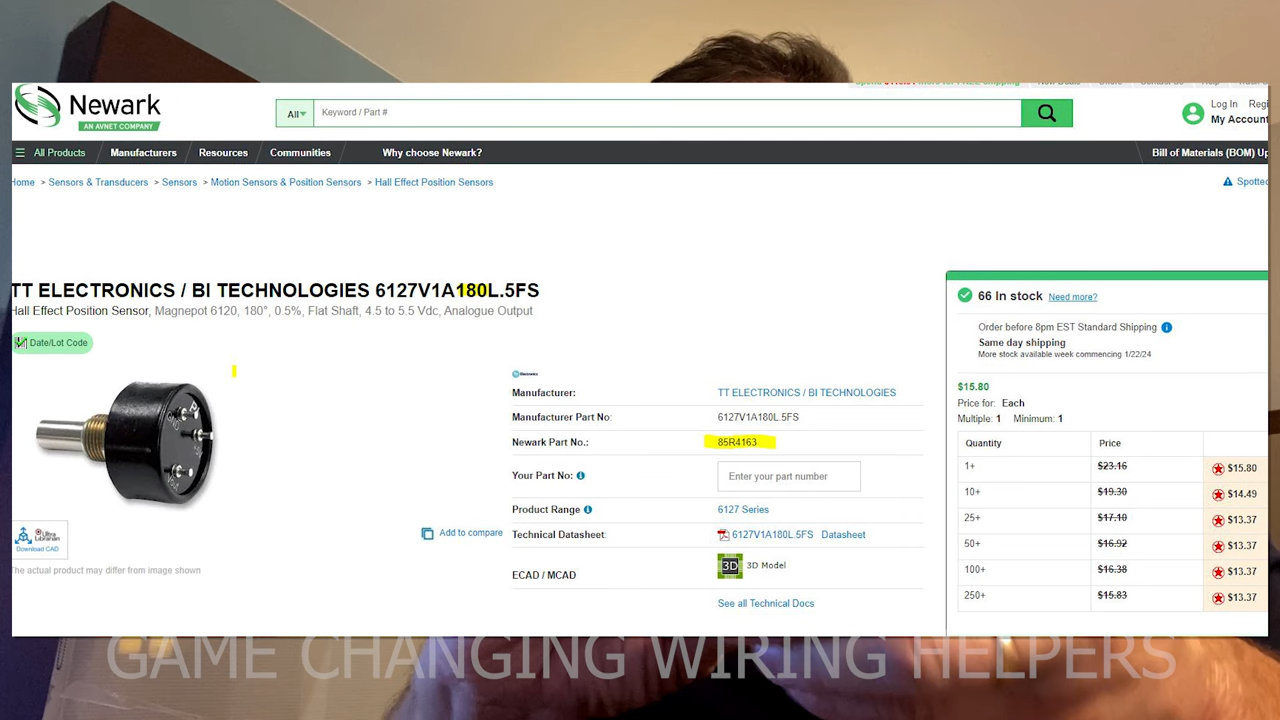 Newark
AN AVNET COMPANY
All
Keyword / Part #
Log In
My Account
All Products
Manufacturers
Resources
Communities
Why choose Newark?
Bill of Materials (BOM)
Home > Sensors & Transducers > Sensors > Motion Sensors & Position Sensors > Hall Effect Position Sensors
Spotted
TT ELECTRONICS / BI TECHNOLOGIES 6127V1A180L.5FS
Hall Effect Position Sensor, Magnepot 6120, 180°, 0.5%, Flat Shaft, 4.5 to 5.5 Vdc, Analogue Output
Date/Lot Code
66 In stock Need more?
Order before 8pm EST Standard Shipping
Same day shipping
More stock available week commencing 1/22/24
$15.80
Price for: Each
Multiple: 1 Minimum: 1
Quantity Price
1+ $23.16 $15.80
10+ $19.30 $14.49
25+ $17.10 $13.37
50+ $16.92 $13.37
100+ $16.38 $13.37
250+ $15.83 $13.37
Electronics
Manufacturer: TT ELECTRONICS / BI TECHNOLOGIES
Manufacturer Part No: 6127V1A180L.5FS
Newark Part No.: 85R4163
Your Part No: Enter your part number
Product Range 6127 Series
Technical Datasheet: 6127V1A180L.5FS Datasheet
ECAD / MCAD 3D 3D Model
See all Technical Docs
Add to compare
Ultra Librarian
Download CAD
The actual product may differ from image shown
GAME CHANGING WIRING HELPERS